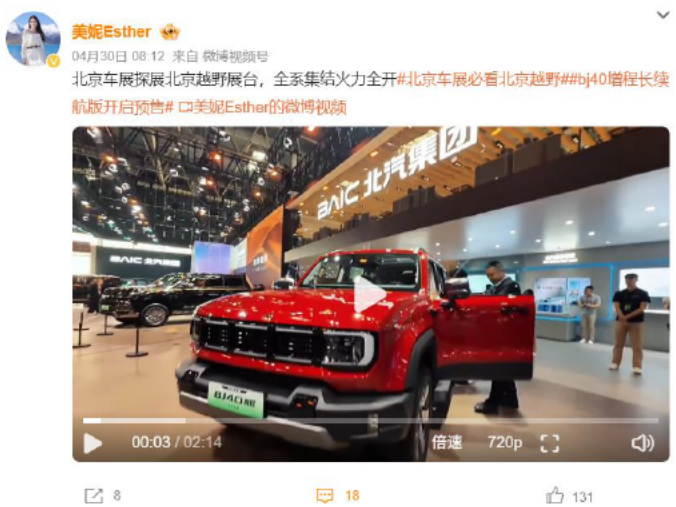 美妮Esther
04月30日 08:12 来自 微博视频号
北京车展探展北京越野展台，全系集结火力全开#北京车展必看北京越野##bj40增程长续
航版开启预售# 美妮Esther的微博视频
BAIC 北汽集团
BAIC 北汽集团
BJ40
00:03 / 02:14
倍速
720p
8
18
131